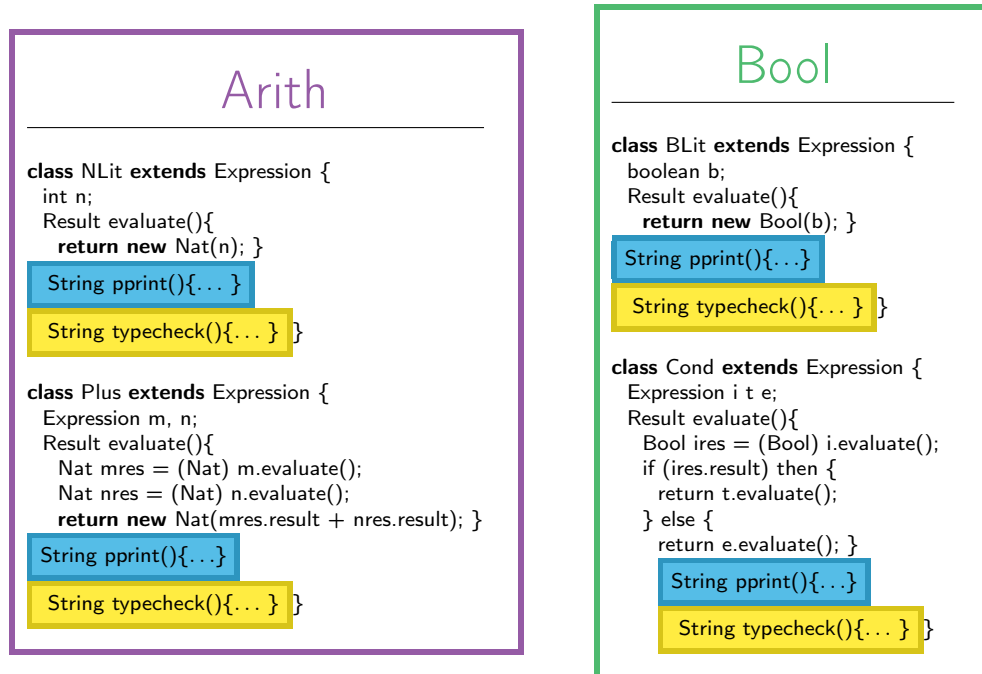 Arith
class NLit extends Expression {
int n;
Result evaluate(){
return new Nat(n); }
String pprint(){... }
String typecheck(){... } }
class Plus extends Expression {
Expression m, n;
Result evaluate(){
Nat mres = (Nat) m.evaluate();
Nat nres = (Nat) n.evaluate();
return new Nat(mres.result + nres.result); }
String pprint(){...}
String typecheck(){... } }
Bool
class BLit extends Expression {
boolean b;
Result evaluate(){
return new Bool(b); }
String pprint(){...}
String typecheck(){... } }
class Cond extends Expression {
Expression i t e;
Result evaluate(){
Bool ires = (Bool) i.evaluate();
if (ires.result) then {
return t.evaluate();
} else {
return e.evaluate(); }
String pprint(){...}
String typecheck(){... } }